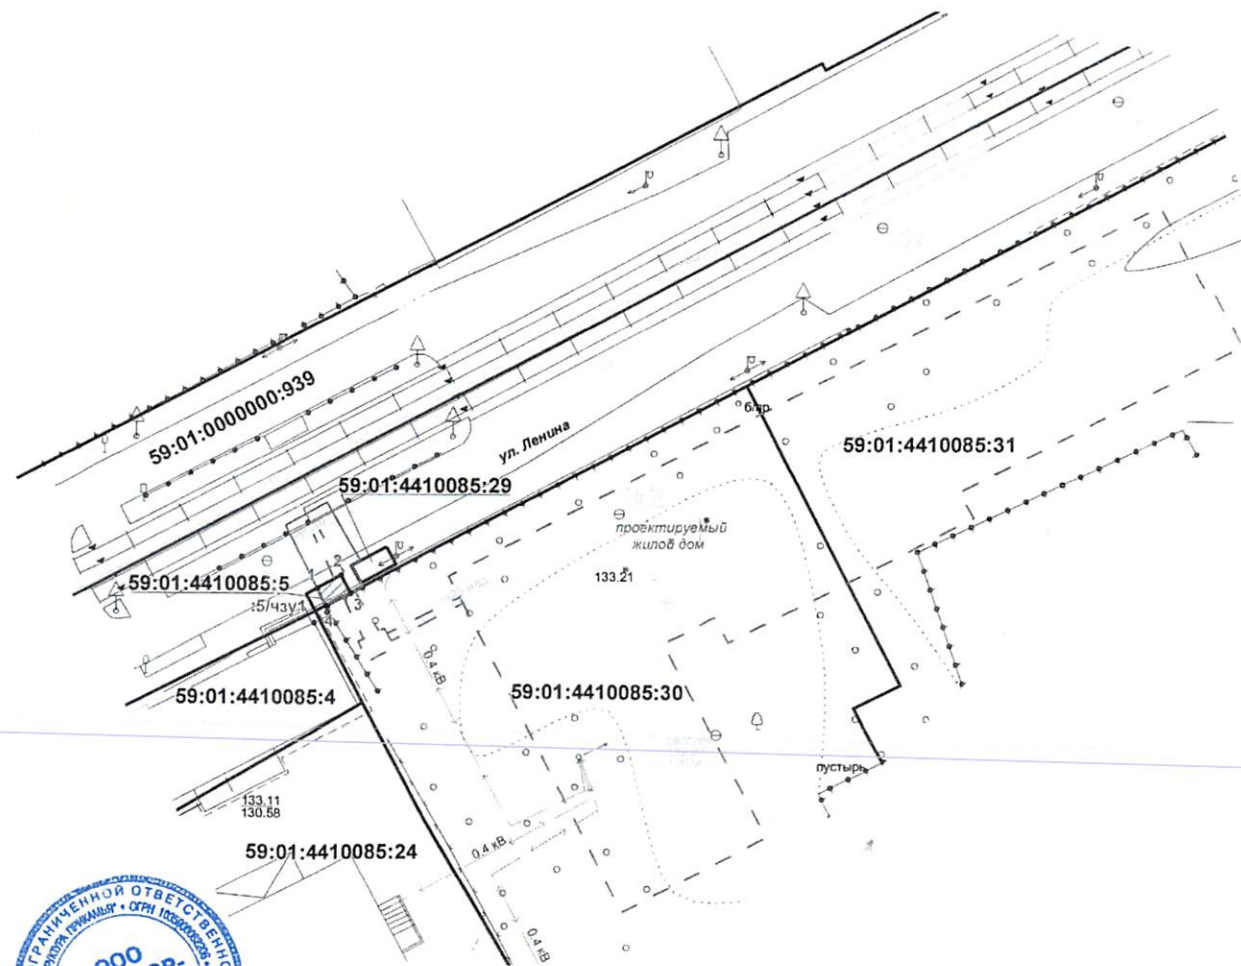 59:01:0000000:939
ул. Ленина
59:01:4410085:29
б/пр.
59:01:4410085:31
проектируемый
жилой дом
133.21
59:01:4410085:5
:5/чзу1
1
2
3
4
0.4 кВ
59:01:4410085:4
59:01:4410085:30
пустырь
133.11
130.58
0.4 кВ
59:01:4410085:24
0.4 кВ
ООО